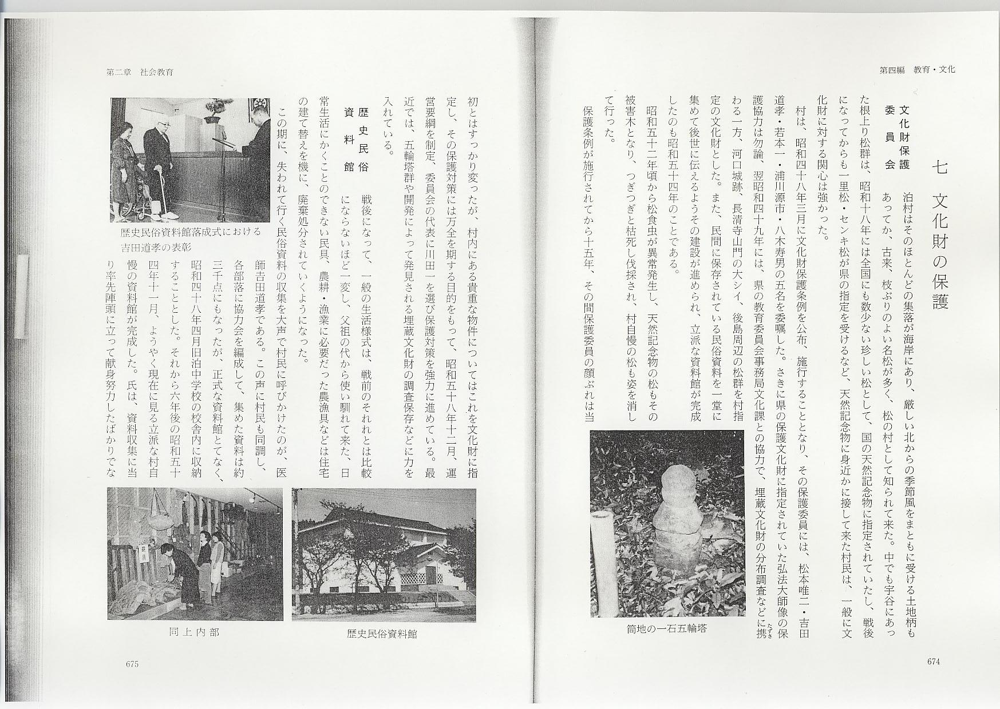 第四編　教育・文化
七　文化財の保護
文化財保護
委員会
泊村はそのほとんどの集落が海岸にあり、厳しい北からの季節風をまともに受ける土地柄も
あってか、古来、枝ぶりのよい名松が多く、松の村として知られて来た。中でも宇谷にあっ
た根上り松群は、昭和十八年には全国にも数少ない珍しい松として、国の天然記念物に指定されていたし、戦後
になってからも一里松・センキ松が県の指定を受けるなど、天然記念物に身近かに接して来た村民は、一般に文
化財に対する関心は強かった。
村は、昭和四十八年三月に文化財保護条例を公布、施行することとなり、その保護委員には、松本唯二・吉田
道孝・若本一・浦川源市・八木寿男の五名を委嘱した。さきに県の保護文化財に指定されていた弘法大師像の保
護協力は勿論、翌昭和四十九年には、県の教育委員会事務局文化課との協力で、埋蔵文化財の分布調査などに携
たずさ
わる一方、河口城跡、長清寺山門の大シイ、後島周辺の松群を村指
定の文化財とした。また、民間に保存されている民俗資料を一堂に
集めて後世に伝えるようその建設が進められ、立派な資料館が完成
したのも昭和五十四年のことである。
昭和五十二年頃から松食虫が異常発生し、天然記念物の松もその
被害木となり、つぎつぎと枯死し伐採され、村自慢の松も姿を消し
て行った。
保護条例が施行されてから十五年、その間保護委員の顔ぶれは当
筒地の一石五輪塔
674
第二章　社会教育
初とはすっかり変ったが、村内にある貴重な物件についてはこれを文化財に指
定し、その保護対策には万全を期する目的をもって、昭和五十八年十二月、運
営要綱を制定、委員会の代表に川田一を選び保護対策を強力に進めている。最
近では、五輪塔群や開発によって発見される埋蔵文化財の調査保存などに力を
入れている。
歴史民俗
資料館
戦後になって、一般の生活様式は、戦前のそれとは比較
にならないほど一変し、父祖の代から使い馴れて来た、日
常生活にかくことのできない民具、農耕・漁業に必要だった農漁具などは住宅
の建て替えを機に、廃棄処分されていくようになった。
この期に、失われて行く民俗資料の収集を大声で村民に呼びかけたのが、医
師吉田道孝である。この声に村民も同調し、
各部落に協力会を編成して、集めた資料は約
三千点にもなったが、正式な資料館とてなく、
昭和四十八年四月旧泊中学校の校舎内に収納
することとした。それから六年後の昭和五十
四年十一月、ようやく現在に見る立派な村自
慢の資料館が完成した。氏は、資料収集に当
り率先陣頭に立って献身努力したばかりでな
歴史民俗資料館落成式における
吉田道孝の表彰
歴史民俗資料館
同上内部
675